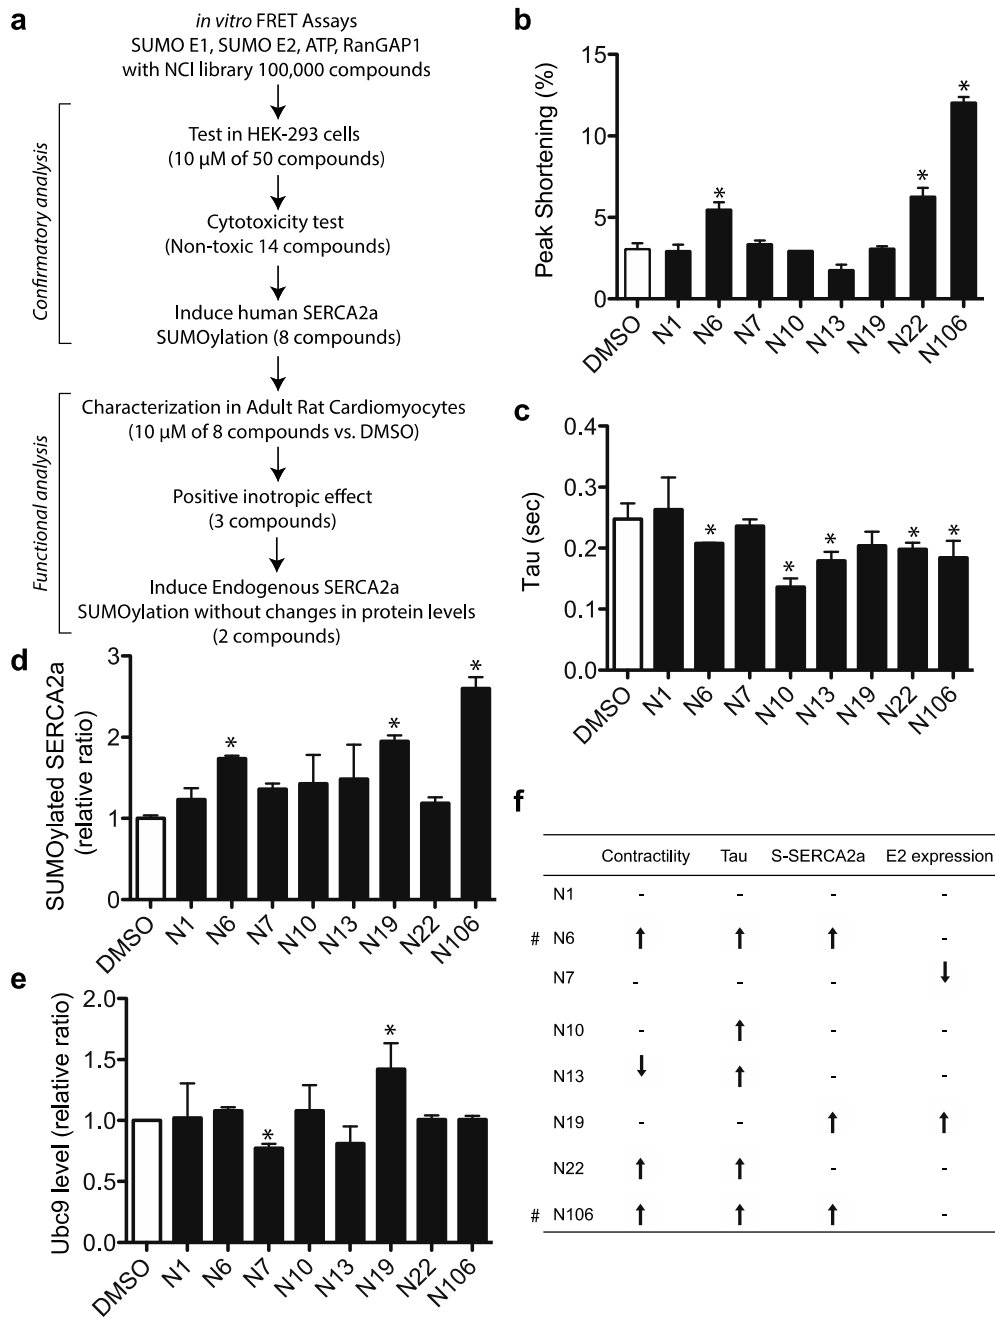 a
in vitro FRET Assays
SUMO E1, SUMO E2, ATP, RanGAP1
with NCI library 100,000 compounds
Confirmatory analysis
Test in HEK-293 cells
(10 µM of 50 compounds)
Cytotoxicity test
(Non-toxic 14 compounds)
Induce human SERCA2a
SUMOylation (8 compounds)
Functional analysis
Characterization in Adult Rat Cardiomyocytes
(10 µM of 8 compounds vs. DMSO)
Positive inotropic effect
(3 compounds)
Induce Endogenous SERCA2a
SUMOylation without changes in protein levels
(2 compounds)
b
Peak Shortening (%)
15
10
5
0
* * *
DMSO N1 N6 N7 N10 N13 N19 N22 N106
c
Tau (sec)
0.4
0.3
0.2
0.1
0.0
* * * * *
DMSO N1 N6 N7 N10 N13 N19 N22 N106
d
SUMOylated SERCA2a
(relative ratio)
3
2
1
0
* * *
DMSO N1 N6 N7 N10 N13 N19 N22 N106
e
Ubc9 level (relative ratio)
2.0
1.5
1.0
0.5
0.0
* *
DMSO N1 N6 N7 N10 N13 N19 N22 N106
f
Contractility Tau S-SERCA2a E2 expression
N1 - - - -
# N6 ↑ ↑ ↑ -
N7 - - - ↓
N10 - ↑ - -
N13 ↓ ↑ - -
N19 - - ↑ ↑
N22 ↑ ↑ - -
# N106 ↑ ↑ ↑ -